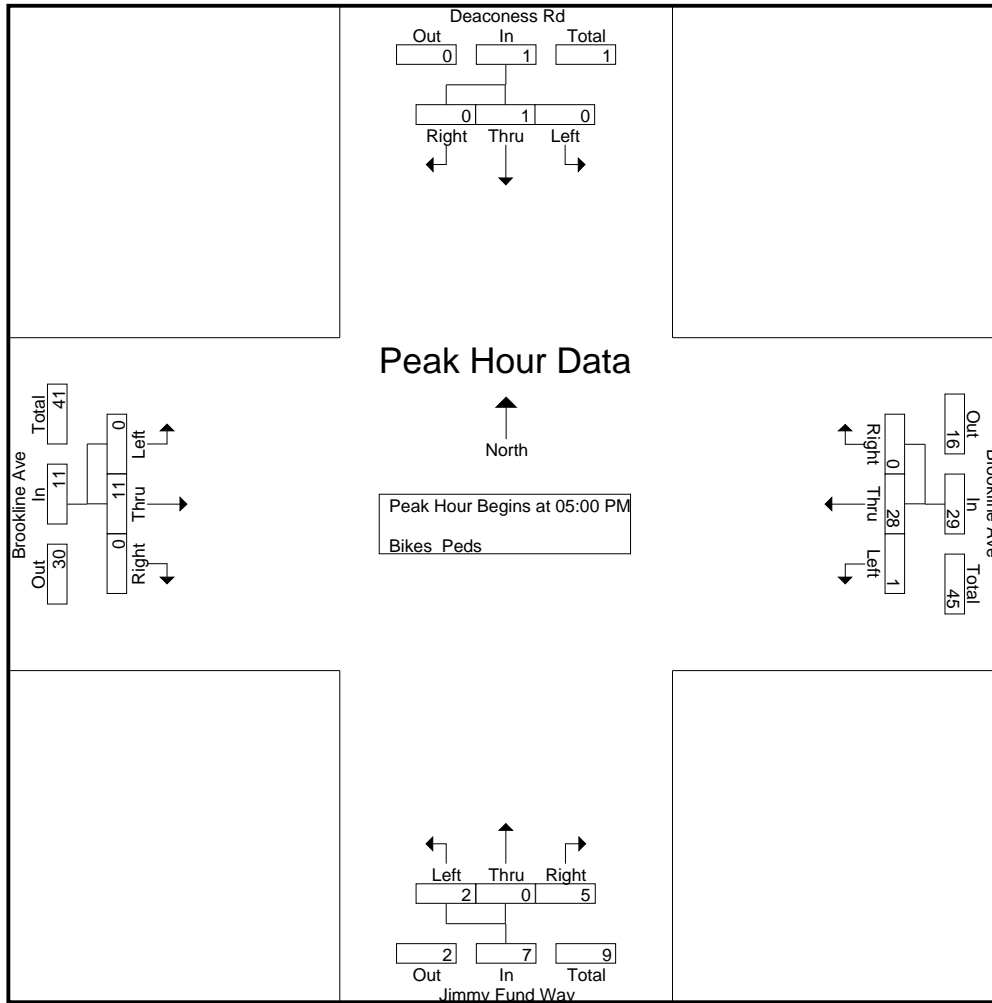 Deaconess Rd
Out In Total
0 1 1
0 1 0
Right Thru Left
Peak Hour Data
North
Peak Hour Begins at 05:00 PM
Bikes Peds
Brookline Ave
Total In Out
41 11 30
0 11 0
Left Thru Right
Right Thru Left
0 28 1
16 29 45
Out In Total
Brookline Ave
Left Thru Right
2 0 5
2 7 9
Out In Total
Jimmy Fund Way